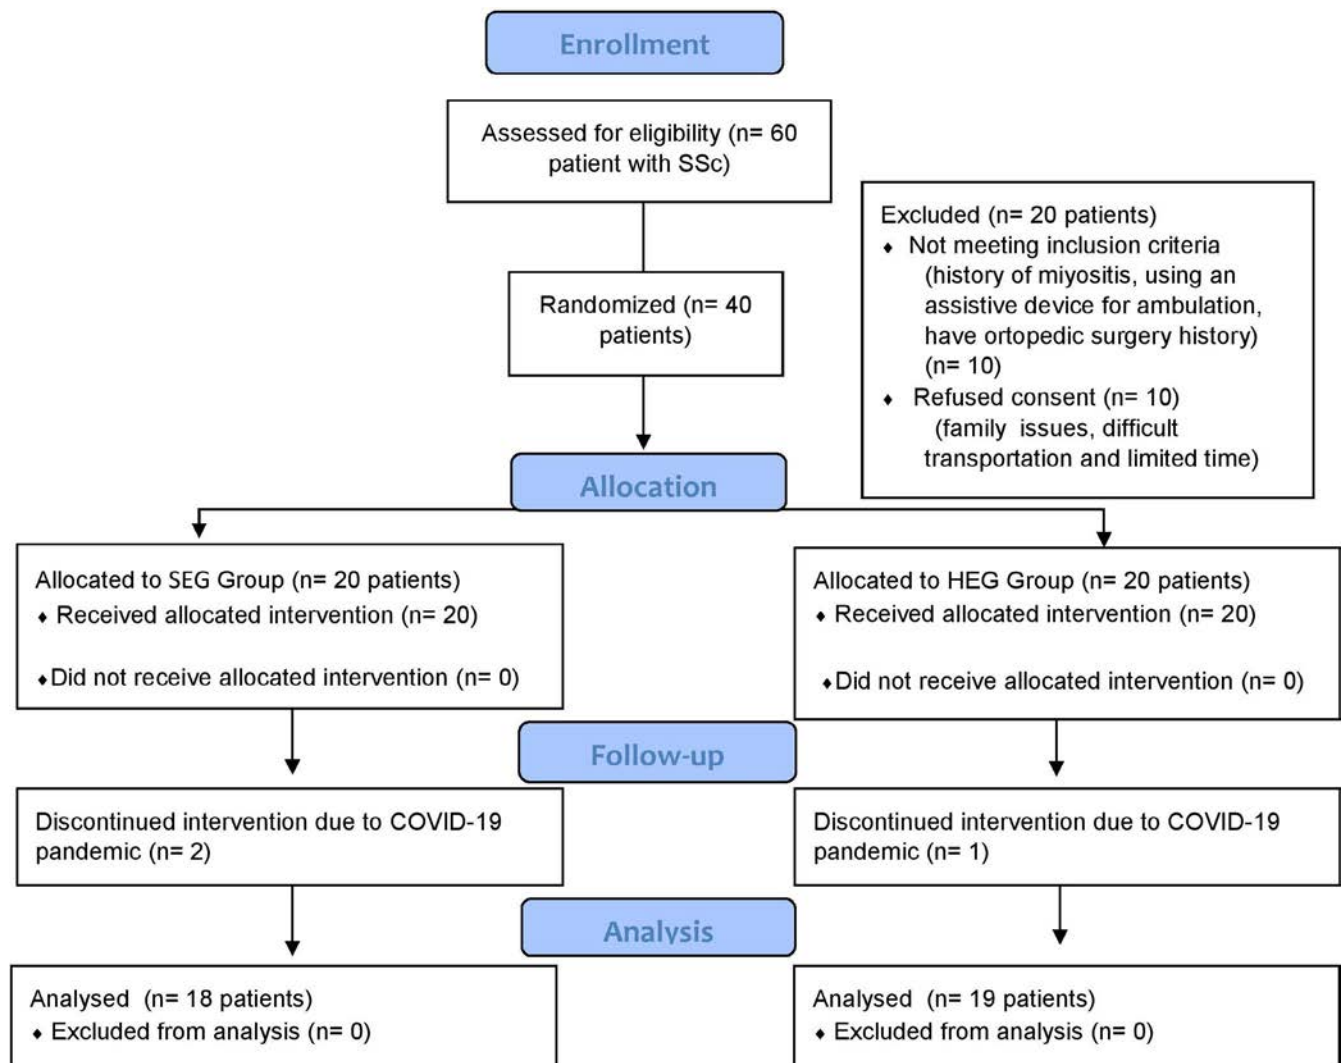 Enrollment
Assessed for eligibility (n= 60
patient with SSc)
Excluded (n= 20 patients)
♦ Not meeting inclusion criteria
(history of miyositis, using an
assistive device for ambulation,
have ortopedic surgery history)
(n= 10)
♦ Refused consent (n= 10)
(family issues, difficult
transportation and limited time)
Randomized (n= 40
patients)
Allocation
Allocated to SEG Group (n= 20 patients)
♦ Received allocated intervention (n= 20)
♦Did not receive allocated intervention (n= 0)
Allocated to HEG Group (n= 20 patients)
♦ Received allocated intervention (n= 20)
♦Did not receive allocated intervention (n= 0)
Follow-up
Discontinued intervention due to COVID-19
pandemic (n= 2)
Discontinued intervention due to COVID-19
pandemic (n= 1)
Analysis
Analysed (n= 18 patients)
♦ Excluded from analysis (n= 0)
Analysed (n= 19 patients)
♦ Excluded from analysis (n= 0)